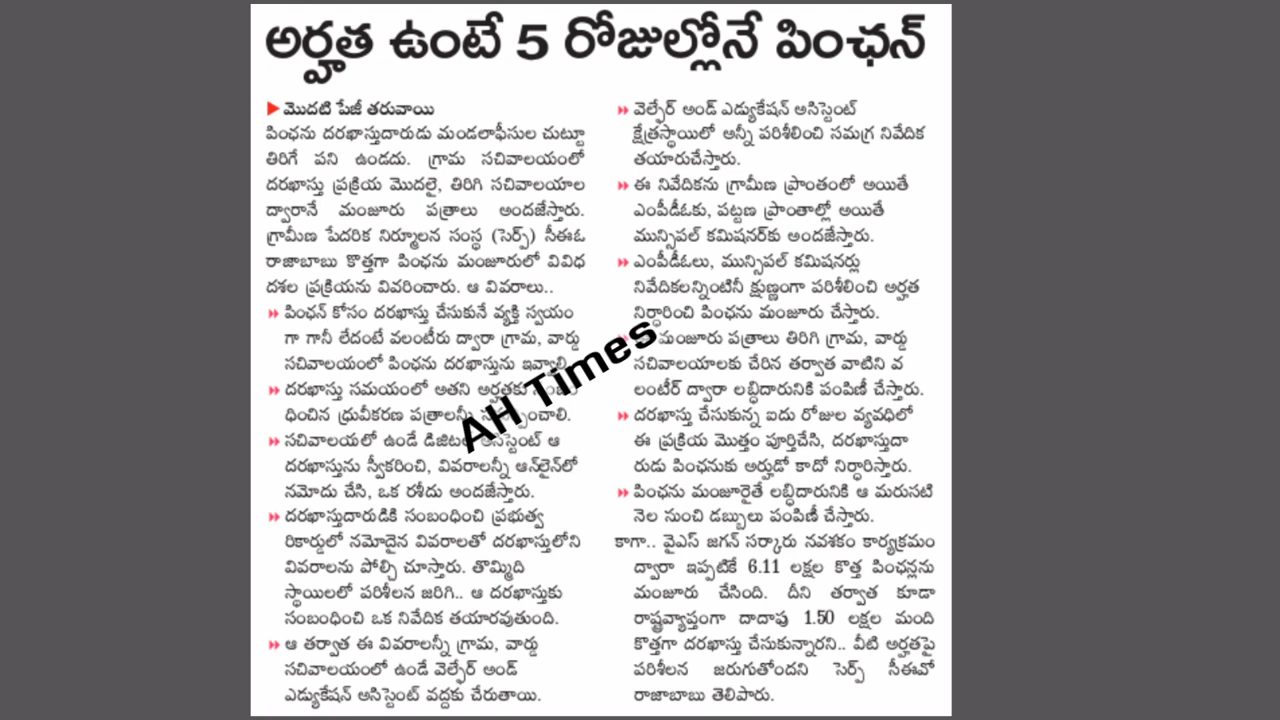 అర్హత ఉంటే 5 రోజుల్లోనే పింఛన్
మొదటి పేజీ తరువాయి
పింఛను దరఖాస్తుదారుడు మండలాఫీసుల చుట్టూ
తిరిగే పని ఉండదు. గ్రామ సచివాలయంలో
దరఖాస్తు ప్రక్రియ మొదలై, తిరిగి సచివాలయాల
ద్వారానే మంజూరు పత్రాలు అందజేస్తారు.
గ్రామీణ పేదరిక నిర్మూలన సంస్థ (సెర్ప్) సీఈఓ
రాజాబాబు కొత్తగా పింఛను మంజూరులో వివిధ
దశల ప్రక్రియను వివరించారు. ఆ వివరాలు..
పింఛన్ కోసం దరఖాస్తు చేసుకునే వ్యక్తి స్వయం
గా గానీ లేదంటే వలంటీరు ద్వారా గ్రామ, వార్డు
సచివాలయంలో పింఛను దరఖాస్తును ఇవ్వాలి
దరఖాస్తు సమయంలో అతని అర్హతకు
ధించిన ధ్రువీకరణ పత్రాలన్నీ
సచివాలయలో ఉండే డిజిటల్ అసిస్టెంట్ ఆ
దరఖాస్తును స్వీకరించి, వివరాలన్నీ ఆన్‌లైన్‌లో
నమోదు చేసి, ఒక రశీదు అందజేస్తారు.
దరఖాస్తుదారుడికి సంబంధించి ప్రభుత్వ
రికార్డులో నమోదైన వివరాలతో దరఖాస్తులోని
వివరాలను పోల్చి చూస్తారు. తొమ్మిది
స్థాయిలలో పరిశీలన జరిగి.. ఆ దరఖాస్తుకు
సంబంధించి ఒక నివేదిక తయారవుతుంది.
ఆ తర్వాత ఈ వివరాలన్నీ గ్రామ, వార్డు
సచివాలయంలో ఉండే వెల్ఫేర్ అండ్
ఎడ్యుకేషన్ అసిస్టెంట్ వద్దకు చేరుతాయి.
వెల్ఫేర్ అండ్ ఎడ్యుకేషన్ అసిస్టెంట్
క్షేత్రస్థాయిలో అన్నీ పరిశీలించి సమగ్ర నివేదిక
తయారుచేస్తారు.
ఈ నివేదికను గ్రామీణ ప్రాంతంలో అయితే
ఎంపీడీఓకు, పట్టణ ప్రాంతాల్లో అయితే
మున్సిపల్ కమిషనర్‌కు అందజేస్తారు.
ఎంపీడీఓలు, మున్సిపల్ కమిషనర్లు
నివేదికలన్నింటినీ క్షుణ్ణంగా పరిశీలించి అర్హత
నిర్ధారించి పింఛను మంజూరు చేస్తారు.
మంజూరు పత్రాలు తిరిగి గ్రామ, వార్డు
సచివాలయాలకు చేరిన తర్వాత వాటిని వ
లంటీర్ ద్వారా లబ్ధిదారునికి పంపిణీ చేస్తారు.
దరఖాస్తు చేసుకున్న ఐదు రోజుల వ్యవధిలో
ఈ ప్రక్రియ మొత్తం పూర్తిచేసి, దరఖాస్తుదా
రుడు పింఛనుకు అర్హుడో కాదో నిర్ధారిస్తారు.
పింఛను మంజూరైతే లబ్ధిదారునికి ఆ మరుసటి
నెల నుంచి డబ్బులు పంపిణీ చేస్తారు.
కాగా.. వైఎస్ జగన్ సర్కారు నవశకం కార్యక్రమం
ద్వారా ఇప్పటికే 6.11 లక్షల కొత్త పింఛన్లను
మంజూరు చేసింది. దీని తర్వాత కూడా
రాష్ట్రవ్యాప్తంగా దాదాపు 1.50 లక్షల మంది
కొత్తగా దరఖాస్తు చేసుకున్నారని.. వీటి అర్హతపై
పరిశీలన జరుగుతోందని సెర్ప్ సీఈవో
రాజాబాబు తెలిపారు.
AH Times